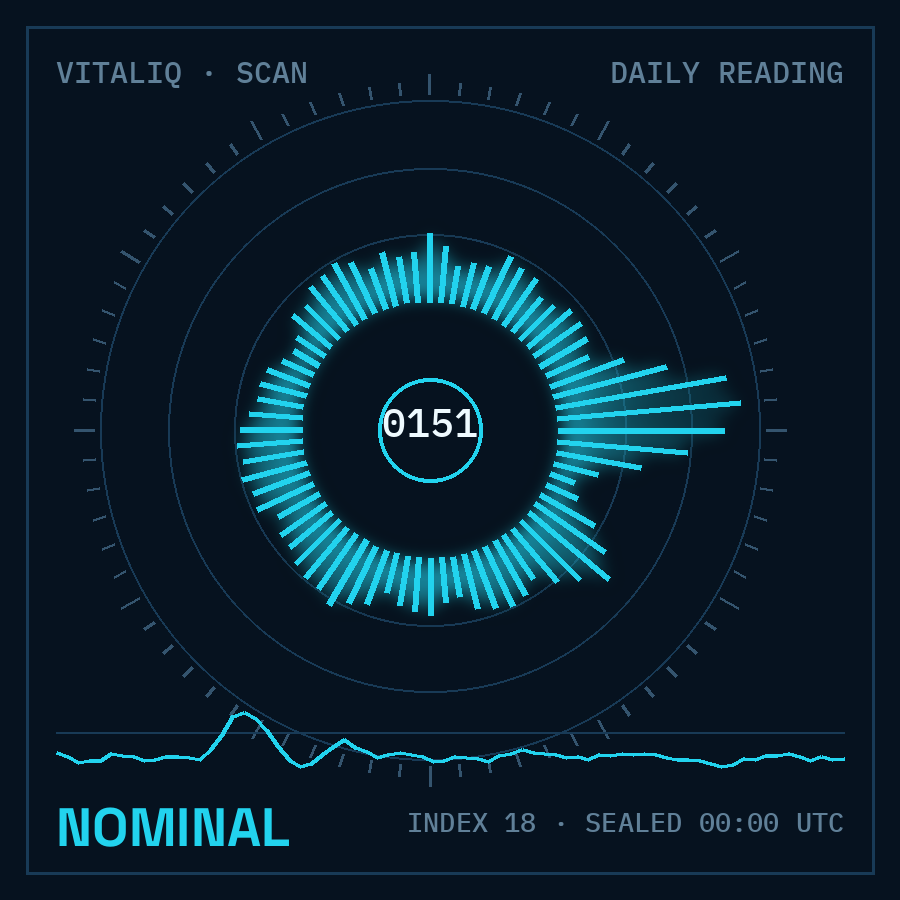 VITALIQ · SCAN
DAILY READING
0151
NOMINAL
INDEX 18 · SEALED 00:00 UTC